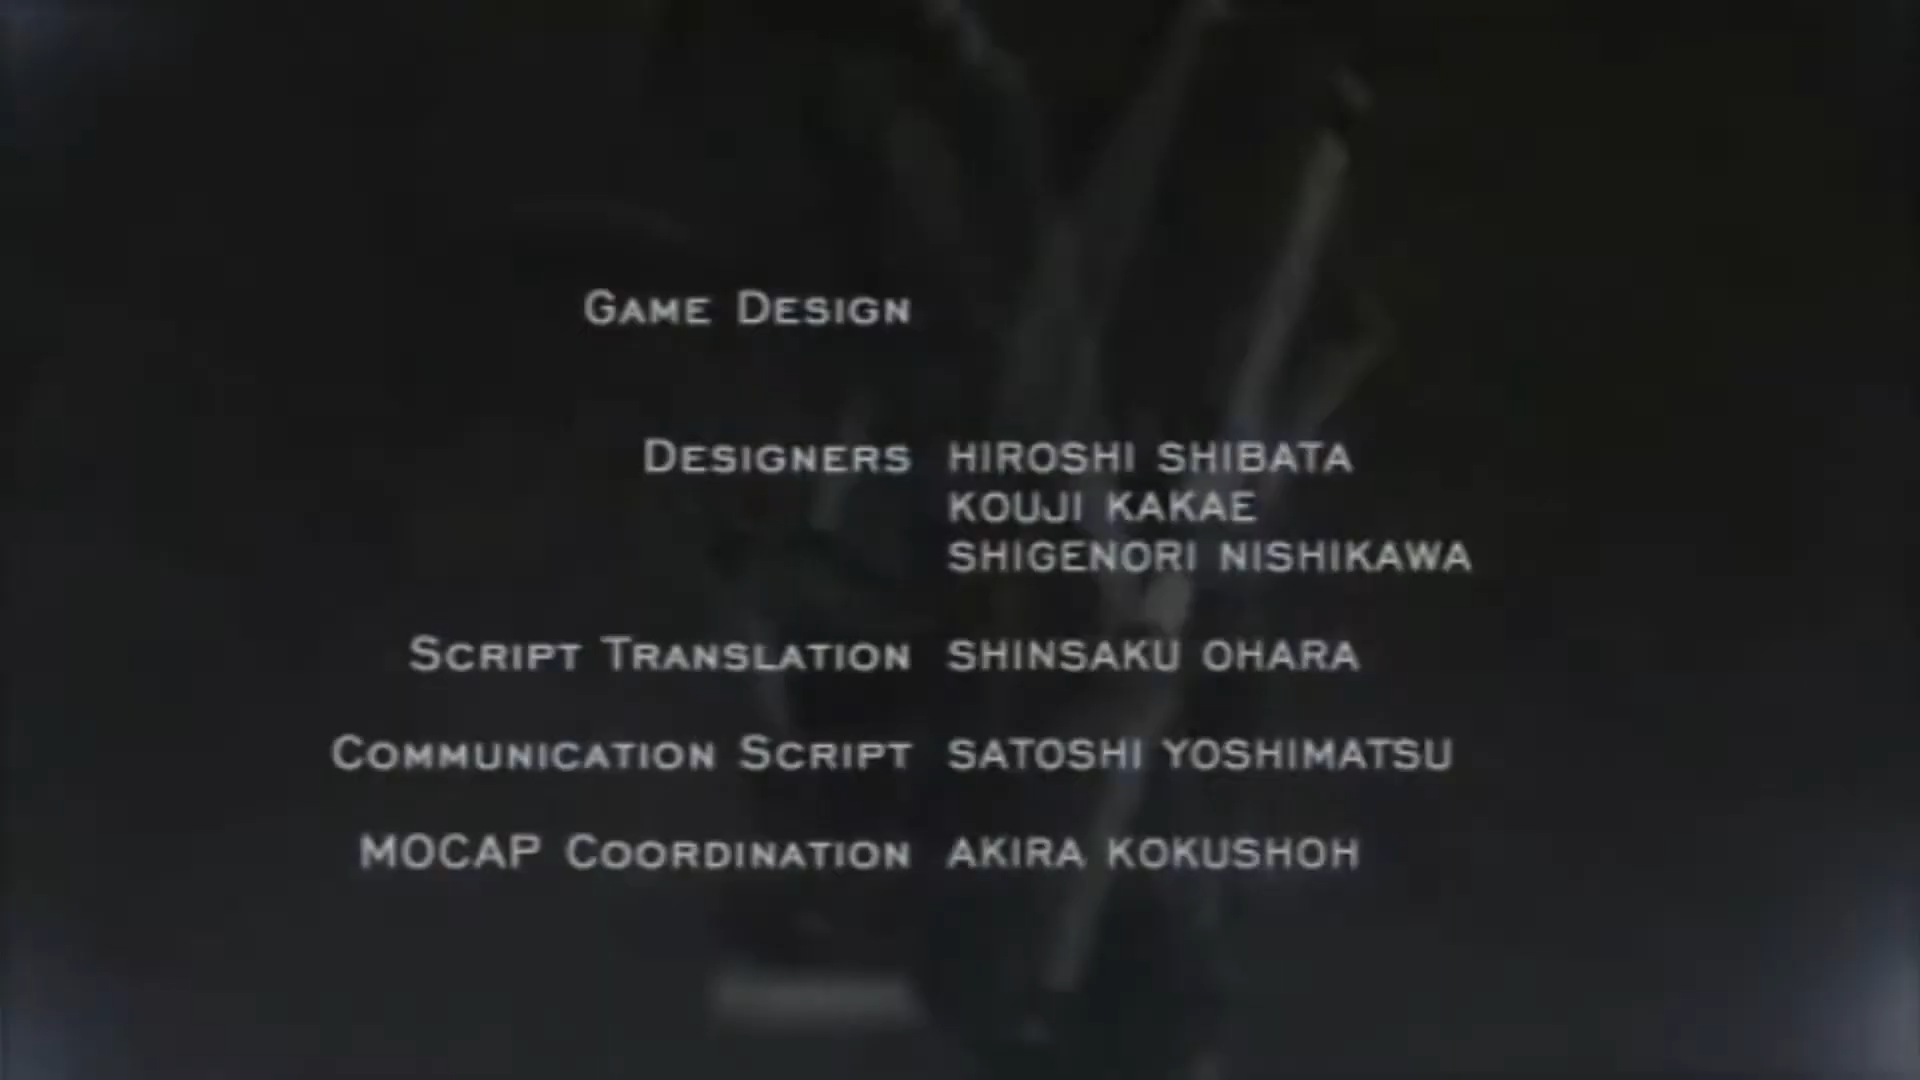 Game Design
Designers HIROSHI SHIBATA
KOUJI KAKAE
SHIGENORI NISHIKAWA
Script Translation SHINSAKU OHARA
Communication Script SATOSHI YOSHIMATSU
MOCAP Coordination AKIRA KOKUSHOH